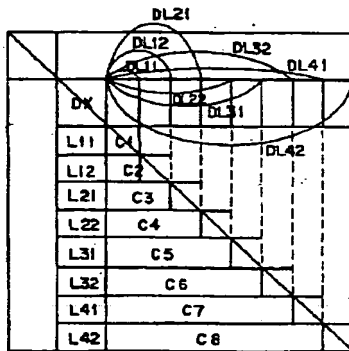 DL21
DL12 DL32
DL11 DL41
DL22
DX DL31
DL42
L11 C1
L12 C2
L21 C3
L22 C4
L31 C5
L32 C6
L41 C7
L42 C8